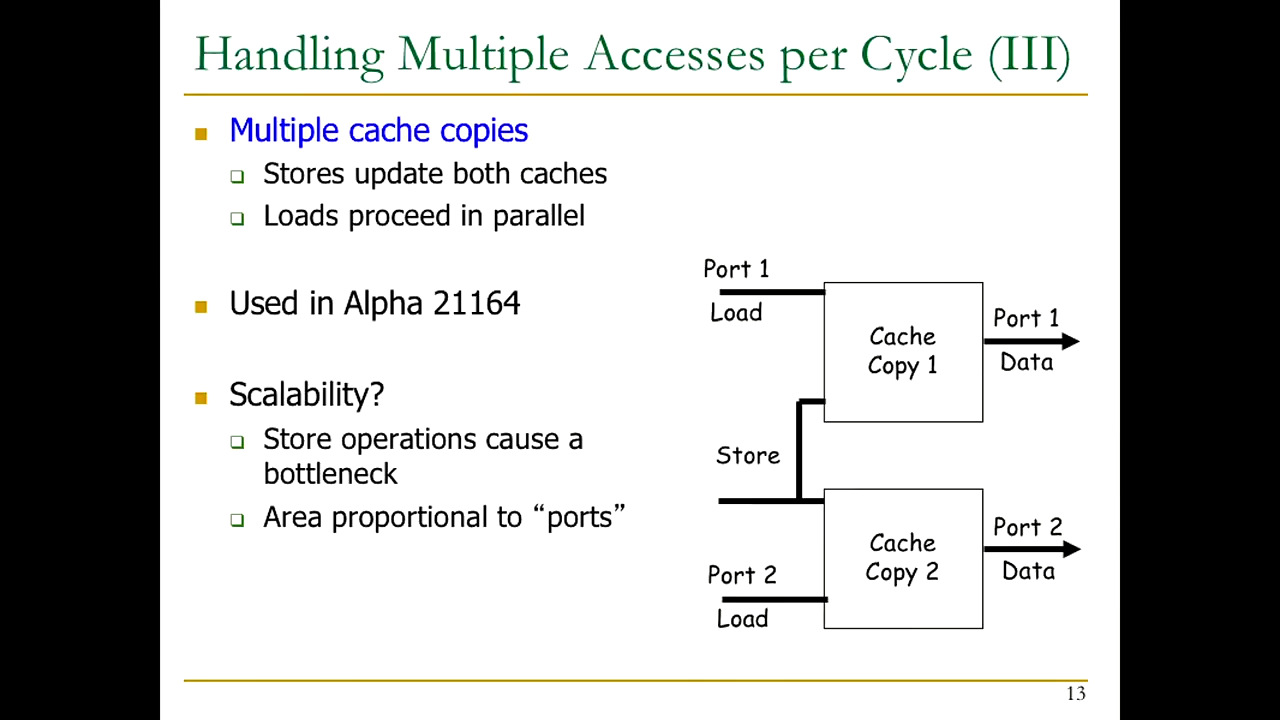 Handling Multiple Accesses per Cycle (III)
Multiple cache copies
Stores update both caches
Loads proceed in parallel
Used in Alpha 21164
Scalability?
Store operations cause a
bottleneck
Area proportional to “ports”
Port 1
Load
Cache
Copy 1
Port 1
Data
Store
Cache
Copy 2
Port 2
Data
Port 2
Load
13